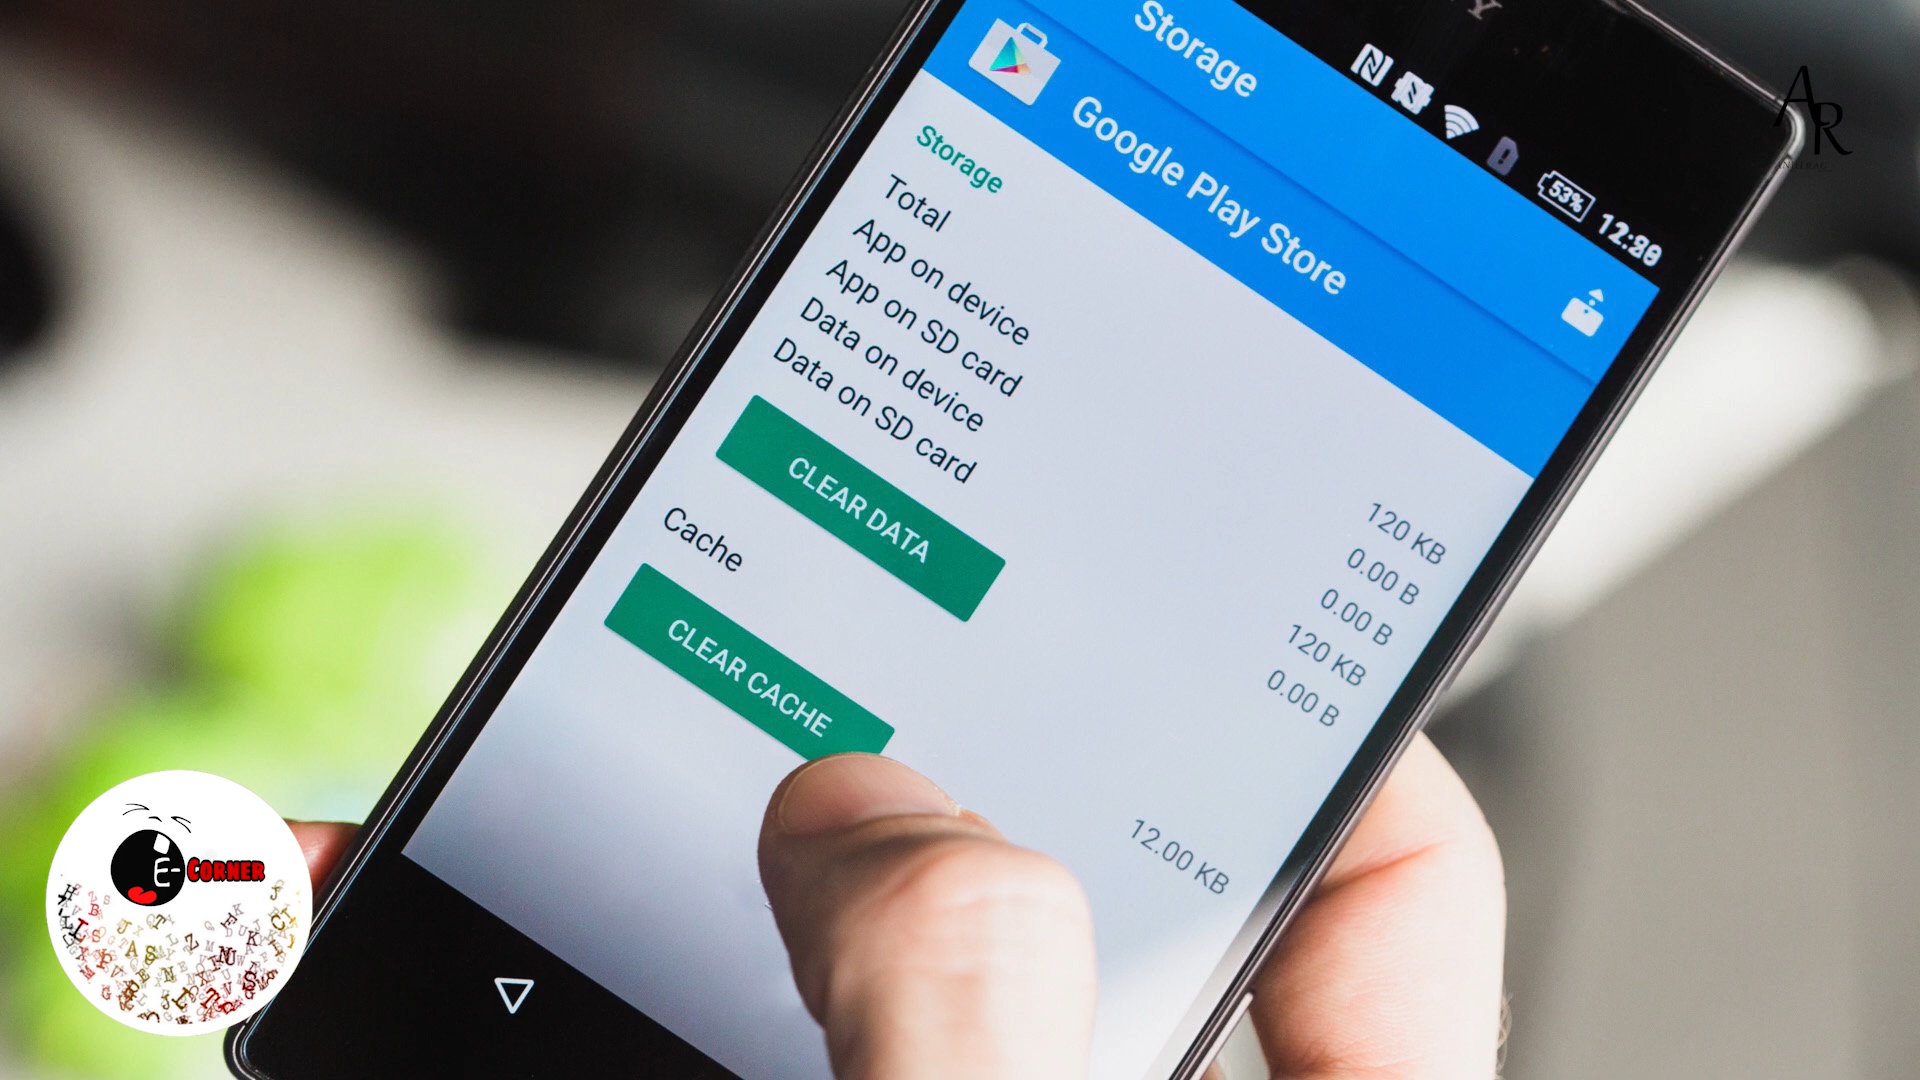 Storage
53%
Google Play Store
Storage
Total 120 KB
App on device 0.00 B
App on SD card 0.00 B
Data on device 120 KB
Data on SD card 0.00 B
CLEAR DATA
Cache 12.00 KB
CLEAR CACHE
AR
E-CORNER